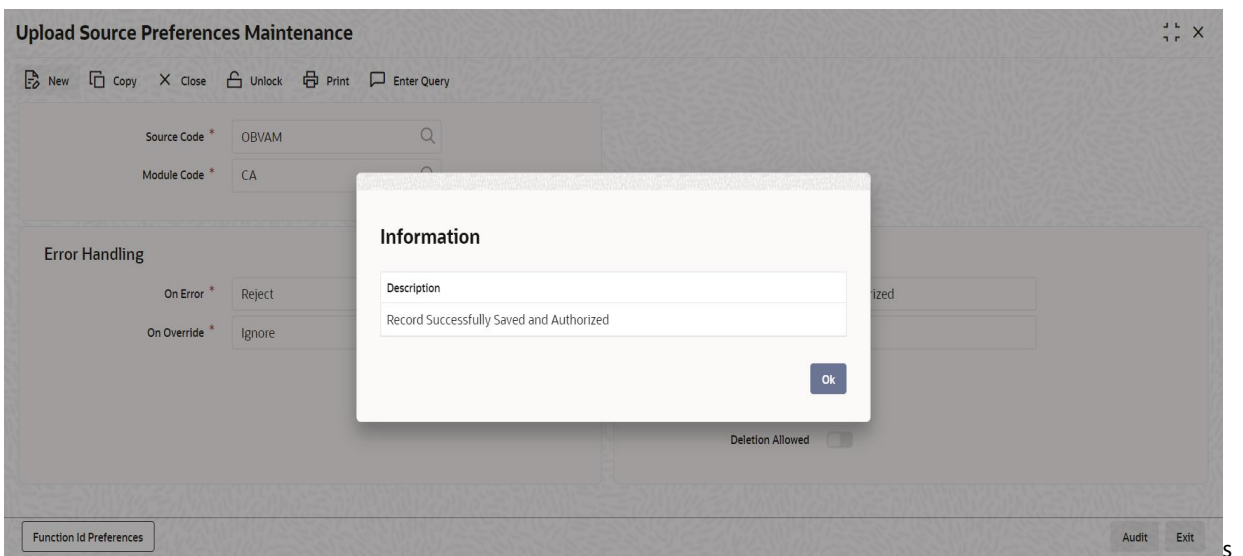 Upload Source Preferences Maintenance
New Copy Close Unlock Print Enter Query
Source Code * OBVAM
Module Code * CA
Information
Error Handling
Description
On Error * Reject
rized
Record Successfully Saved and Authorized
On Override * Ignore
Ok
Deletion Allowed
Function Id Preferences Audit Exit
s